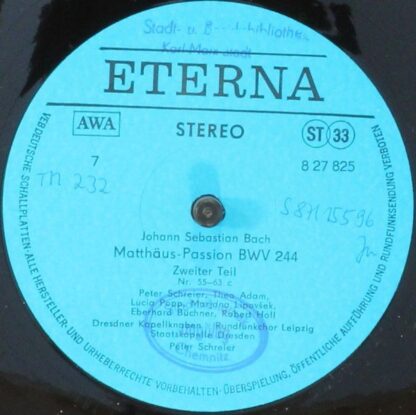 Stadt- u. Bezirksbibliothek
Karl-Marx-Stadt
ETERNA
AWA
STEREO
ST 33
7
8 27 825
TM 232
S 871 15596
Johann Sebastian Bach
Matthäus-Passion BWV 244
Zweiter Teil
Nr. 55–63 c
Peter Schreier, Theo Adam,
Lucia Popp, Marjana Lipovšek,
Eberhard Büchner, Robert Holl
Dresdner Kapellknaben · Rundfunkchor Leipzig
Staatskapelle Dresden
Peter Schreier
Chemnitz
VEB DEUTSCHE SCHALLPLATTEN · ALLE HERSTELLER- UND URHEBERRECHTE VORBEHALTEN · ÜBERSPIELUNG, ÖFFENTLICHE AUFFÜHRUNG UND RUNDFUNKSENDUNG VERBOTEN